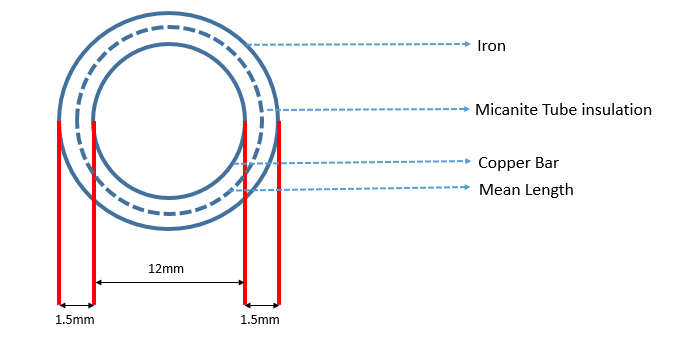 Iron
Micanite Tube insulation
Copper Bar
Mean Length
12mm
1.5mm
1.5mm